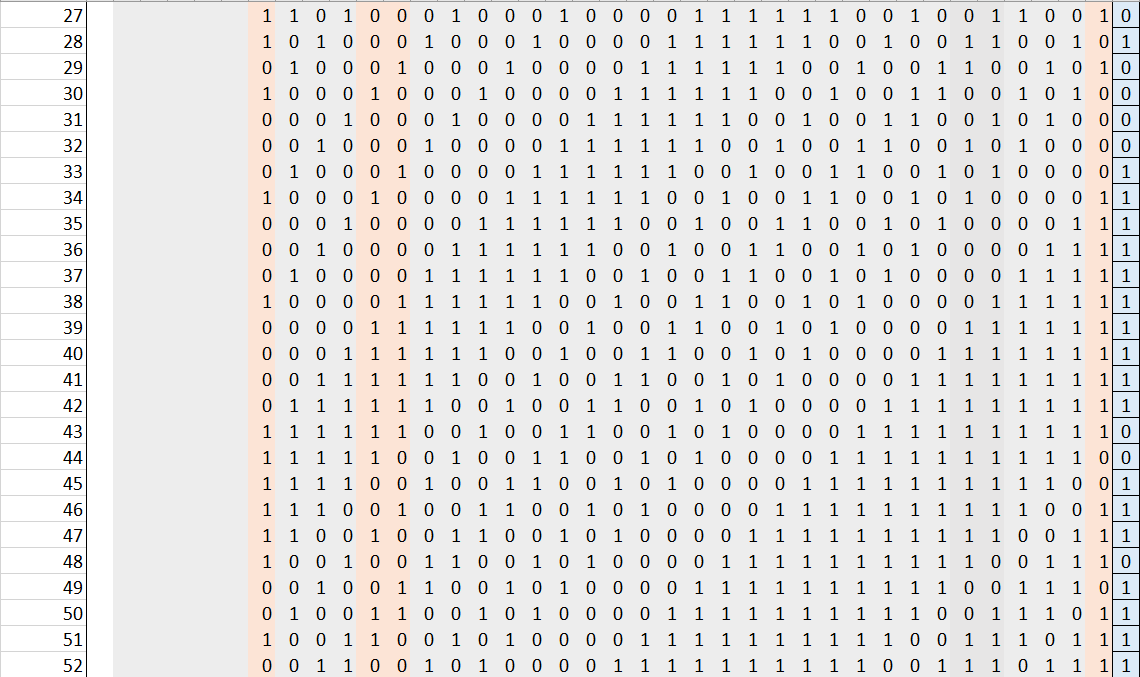 27 1 1 0 1 0 0 0 1 0 0 0 1 0 0 0 0 1 1 1 1 1 1 0 0 1 0 0 1 1 0 0 1 0
28 1 0 1 0 0 0 1 0 0 0 1 0 0 0 0 1 1 1 1 1 1 0 0 1 0 0 1 1 0 0 1 0 1
29 0 1 0 0 0 1 0 0 0 1 0 0 0 0 1 1 1 1 1 1 0 0 1 0 0 1 1 0 0 1 0 1 0
30 1 0 0 0 1 0 0 0 1 0 0 0 0 1 1 1 1 1 1 0 0 1 0 0 1 1 0 0 1 0 1 0 0
31 0 0 0 1 0 0 0 1 0 0 0 0 1 1 1 1 1 1 0 0 1 0 0 1 1 0 0 1 0 1 0 0 0
32 0 0 1 0 0 0 1 0 0 0 0 1 1 1 1 1 1 0 0 1 0 0 1 1 0 0 1 0 1 0 0 0 0
33 0 1 0 0 0 1 0 0 0 0 1 1 1 1 1 1 0 0 1 0 0 1 1 0 0 1 0 1 0 0 0 0 1
34 1 0 0 0 1 0 0 0 0 1 1 1 1 1 1 0 0 1 0 0 1 1 0 0 1 0 1 0 0 0 0 1 1
35 0 0 0 1 0 0 0 0 1 1 1 1 1 1 0 0 1 0 0 1 1 0 0 1 0 1 0 0 0 0 1 1 1
36 0 0 1 0 0 0 0 1 1 1 1 1 1 0 0 1 0 0 1 1 0 0 1 0 1 0 0 0 0 1 1 1 1
37 0 1 0 0 0 0 1 1 1 1 1 1 0 0 1 0 0 1 1 0 0 1 0 1 0 0 0 0 1 1 1 1 1
38 1 0 0 0 0 1 1 1 1 1 1 0 0 1 0 0 1 1 0 0 1 0 1 0 0 0 0 1 1 1 1 1 1
39 0 0 0 0 1 1 1 1 1 1 0 0 1 0 0 1 1 0 0 1 0 1 0 0 0 0 1 1 1 1 1 1 1
40 0 0 0 1 1 1 1 1 1 0 0 1 0 0 1 1 0 0 1 0 1 0 0 0 0 1 1 1 1 1 1 1 1
41 0 0 1 1 1 1 1 1 0 0 1 0 0 1 1 0 0 1 0 1 0 0 0 0 1 1 1 1 1 1 1 1 1
42 0 1 1 1 1 1 1 0 0 1 0 0 1 1 0 0 1 0 1 0 0 0 0 1 1 1 1 1 1 1 1 1 1
43 1 1 1 1 1 1 0 0 1 0 0 1 1 0 0 1 0 1 0 0 0 0 1 1 1 1 1 1 1 1 1 1 0
44 1 1 1 1 1 0 0 1 0 0 1 1 0 0 1 0 1 0 0 0 0 1 1 1 1 1 1 1 1 1 1 0 0
45 1 1 1 1 0 0 1 0 0 1 1 0 0 1 0 1 0 0 0 0 1 1 1 1 1 1 1 1 1 1 0 0 1
46 1 1 1 0 0 1 0 0 1 1 0 0 1 0 1 0 0 0 0 1 1 1 1 1 1 1 1 1 1 0 0 1 1
47 1 1 0 0 1 0 0 1 1 0 0 1 0 1 0 0 0 0 1 1 1 1 1 1 1 1 1 1 0 0 1 1 1
48 1 0 0 1 0 0 1 1 0 0 1 0 1 0 0 0 0 1 1 1 1 1 1 1 1 1 1 0 0 1 1 1 0
49 0 0 1 0 0 1 1 0 0 1 0 1 0 0 0 0 1 1 1 1 1 1 1 1 1 1 0 0 1 1 1 0 1
50 0 1 0 0 1 1 0 0 1 0 1 0 0 0 0 1 1 1 1 1 1 1 1 1 1 0 0 1 1 1 0 1 1
51 1 0 0 1 1 0 0 1 0 1 0 0 0 0 1 1 1 1 1 1 1 1 1 1 0 0 1 1 1 0 1 1 1
52 0 0 1 1 0 0 1 0 1 0 0 0 0 1 1 1 1 1 1 1 1 1 1 0 0 1 1 1 0 1 1 1 1